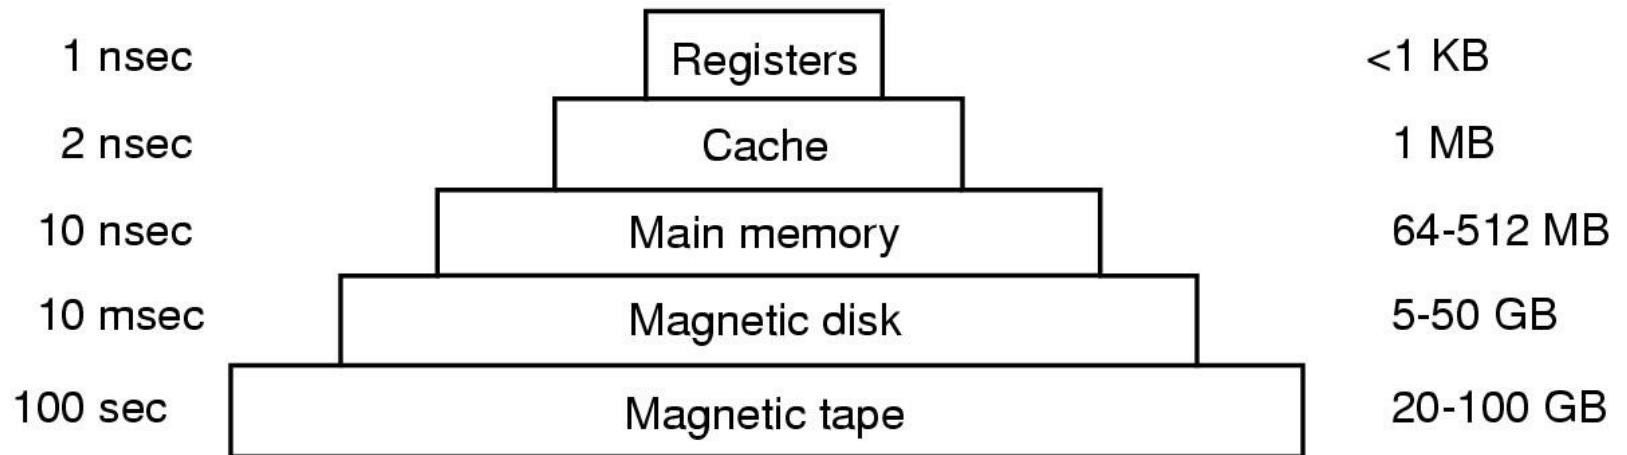 1 nsec Registers <1 KB
2 nsec Cache 1 MB
10 nsec Main memory 64-512 MB
10 msec Magnetic disk 5-50 GB
100 sec Magnetic tape 20-100 GB